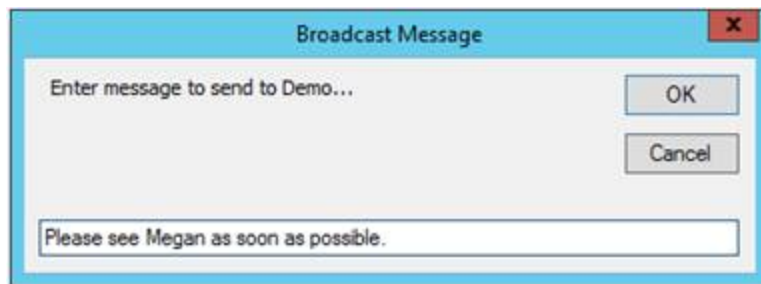 Broadcast Message
x
Enter message to send to Demo...
OK
Cancel
Please see Megan as soon as possible.